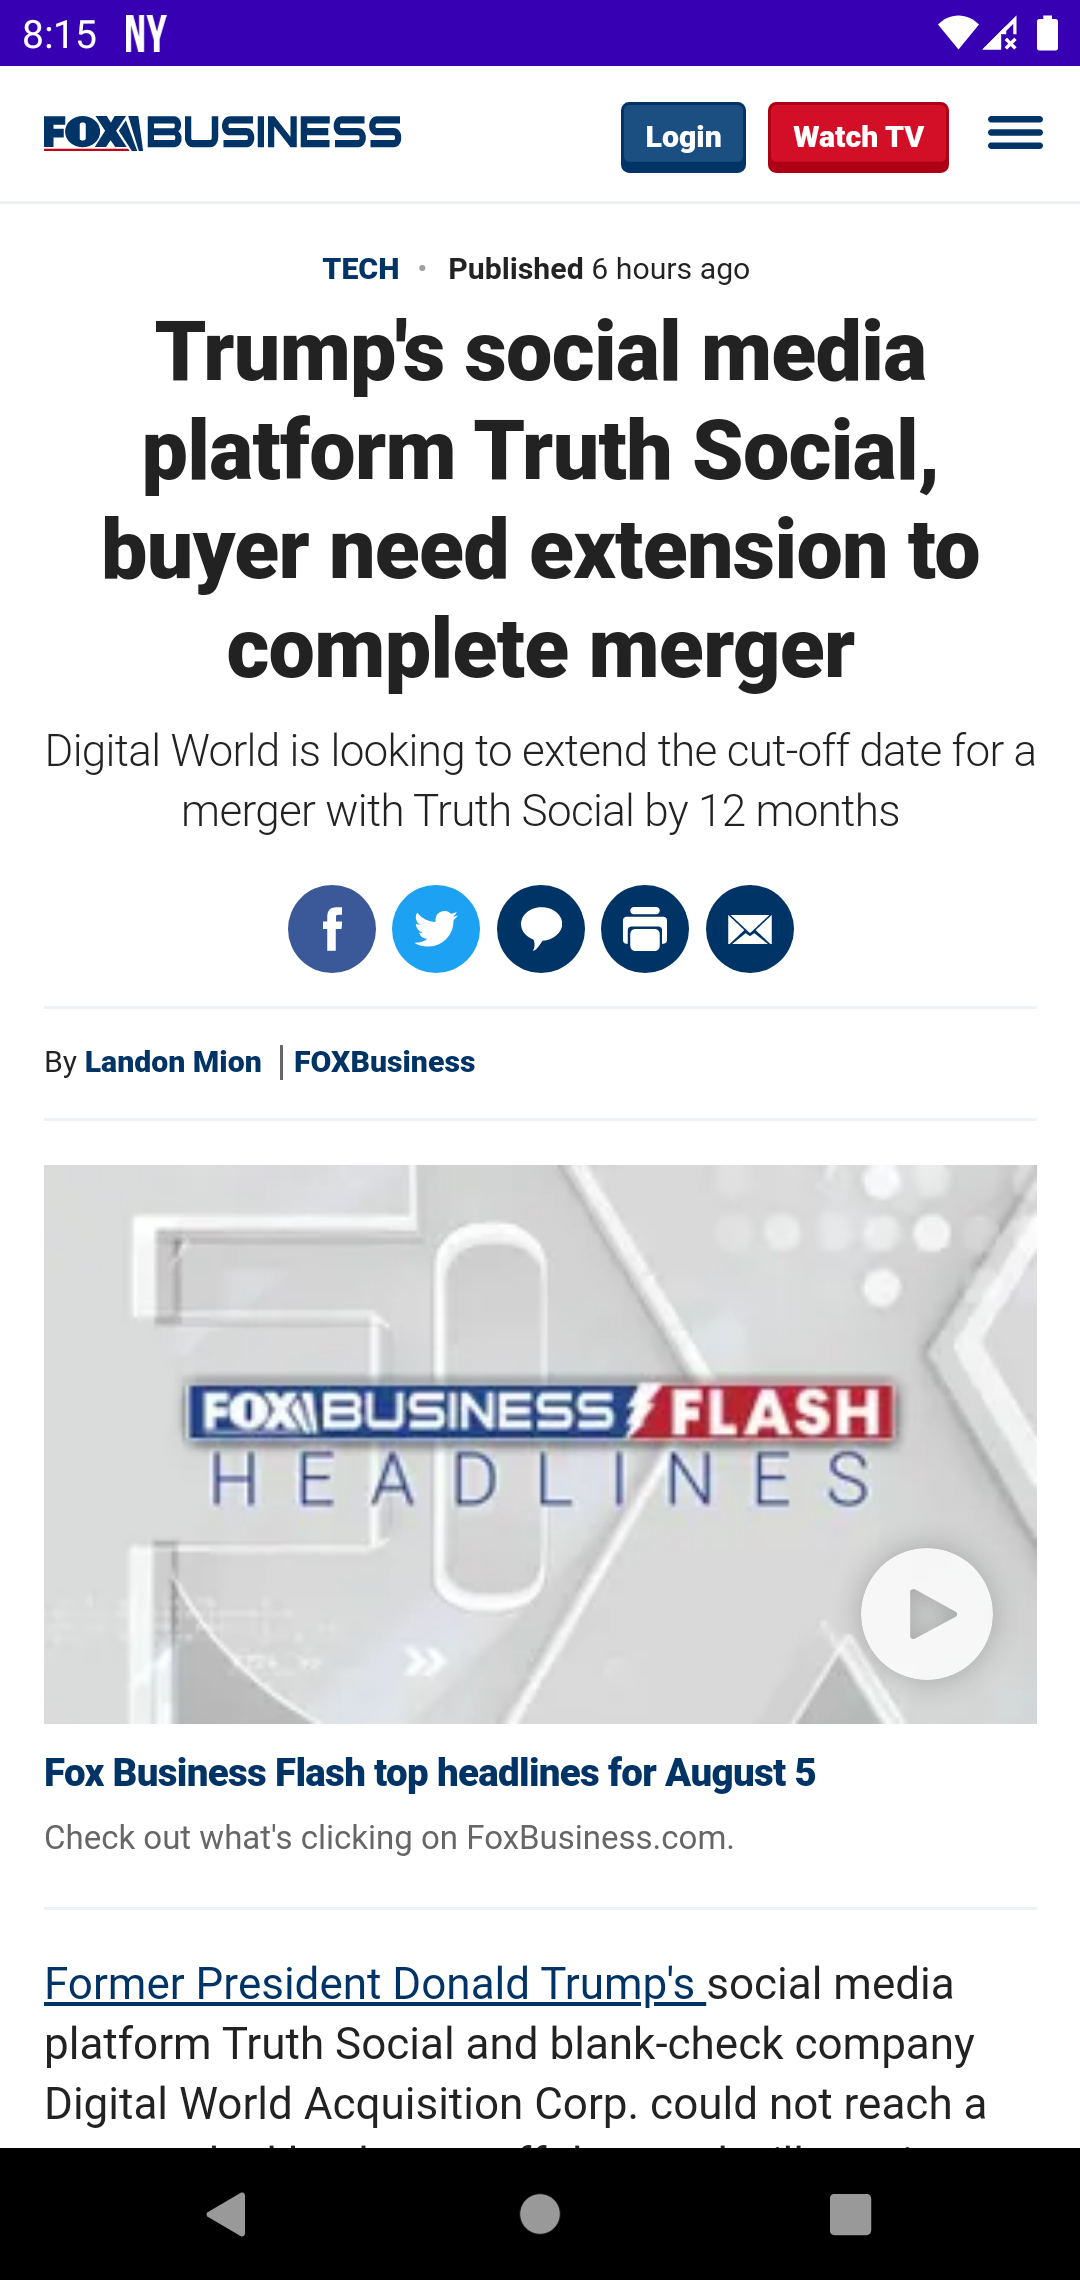 8:15 NY
FOX BUSINESS Login Watch TV
TECH • Published 6 hours ago
Trump's social media
platform Truth Social,
buyer need extension to
complete merger
Digital World is looking to extend the cut-off date for a
merger with Truth Social by 12 months
By Landon Mion | FOXBusiness
FOX BUSINESS FLASH
HEADLINES
Fox Business Flash top headlines for August 5
Check out what's clicking on FoxBusiness.com.
Former President Donald Trump's social media
platform Truth Social and blank-check company
Digital World Acquisition Corp. could not reach a